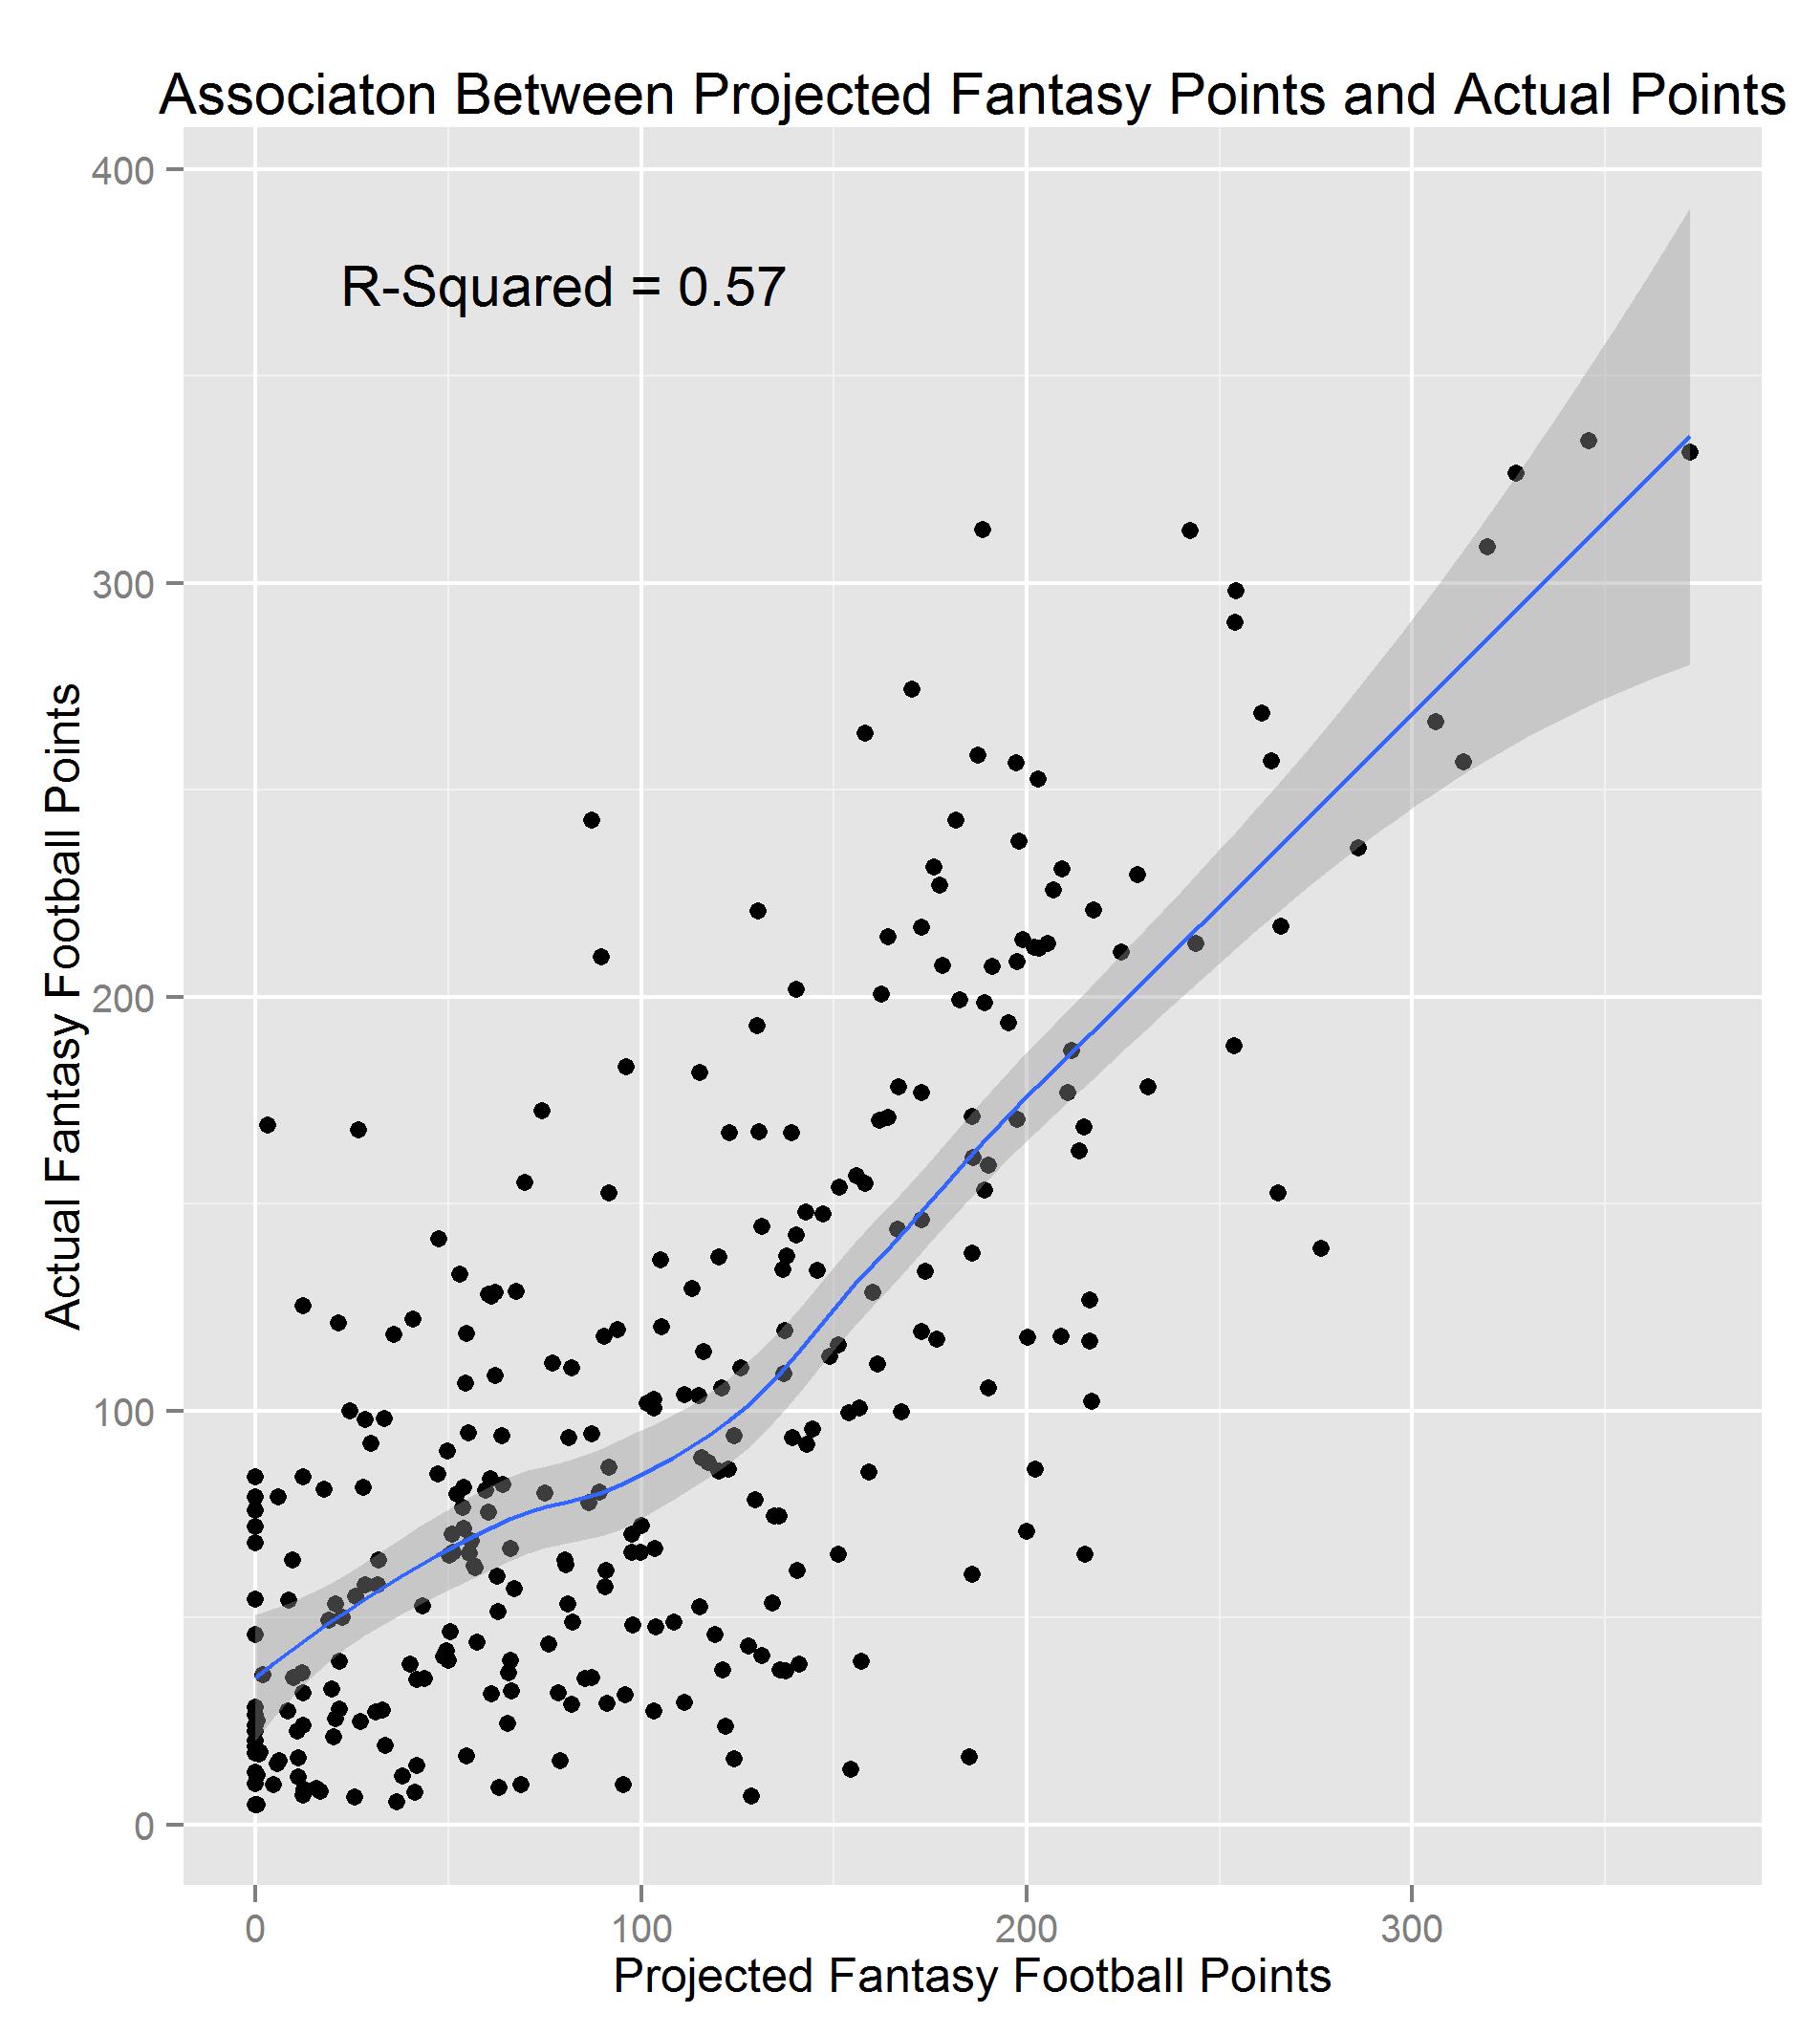 Associaton Between Projected Fantasy Points and Actual Points
R-Squared = 0.57
400
300
200
100
0
Actual Fantasy Football Points
0 100 200 300
Projected Fantasy Football Points